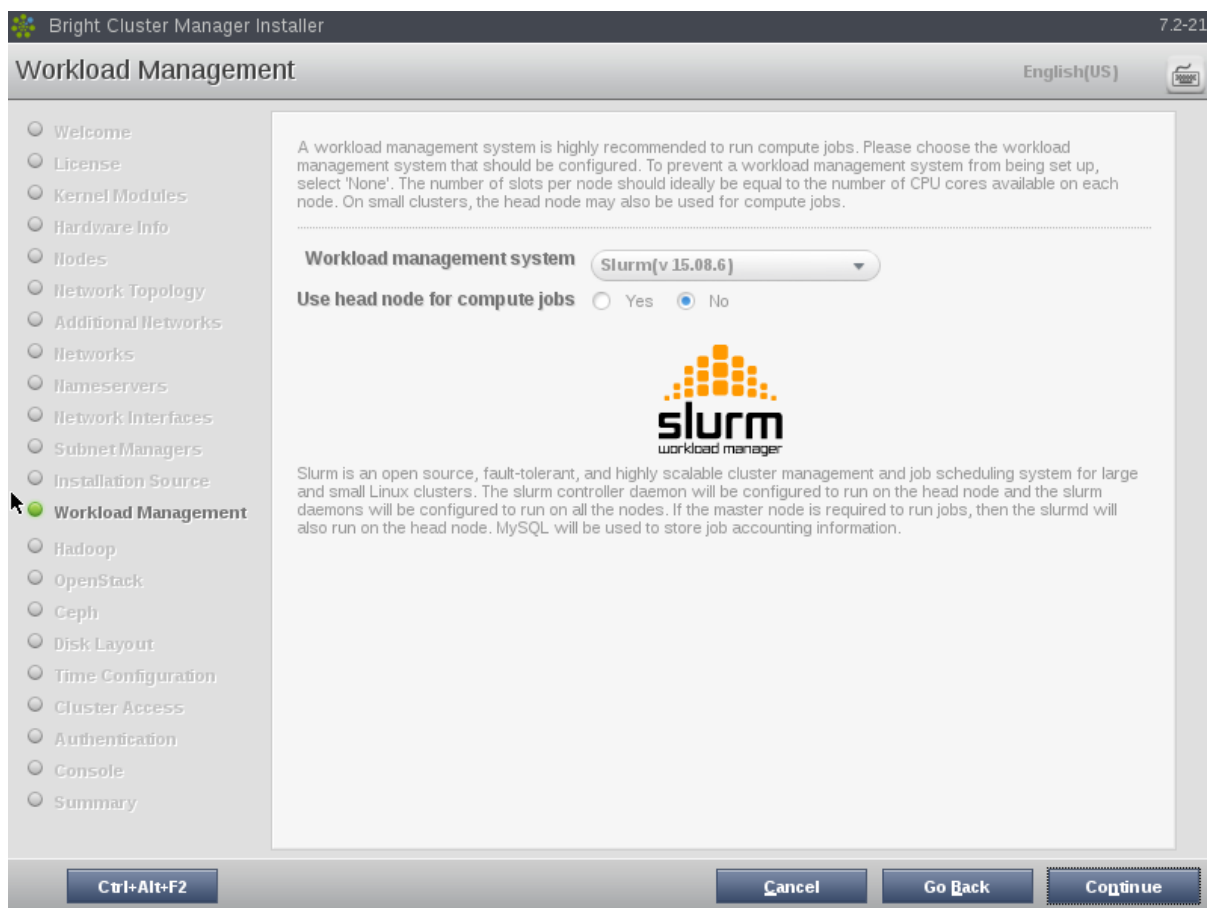 Bright Cluster Manager Installer
7.2-21
Workload Management
English(US)
Welcome
License
Kernel Modules
Hardware Info
Nodes
Network Topology
Additional Networks
Networks
Nameservers
Network Interfaces
Subnet Managers
Installation Source
Workload Management
Hadoop
OpenStack
Ceph
Disk Layout
Time Configuration
Cluster Access
Authentication
Console
Summary
A workload management system is highly recommended to run compute jobs. Please choose the workload
management system that should be configured. To prevent a workload management system from being set up,
select 'None'. The number of slots per node should ideally be equal to the number of CPU cores available on each
node. On small clusters, the head node may also be used for compute jobs.
Workload management system
Slurm(v 15.08.6)
Use head node for compute jobs
Yes
No
slurm
workload manager
Slurm is an open source, fault-tolerant, and highly scalable cluster management and job scheduling system for large
and small Linux clusters. The slurm controller daemon will be configured to run on the head node and the slurm
daemons will be configured to run on all the nodes. If the master node is required to run jobs, then the slurmd will
also run on the head node. MySQL will be used to store job accounting information.
Ctrl+Alt+F2
Cancel
Go Back
Continue